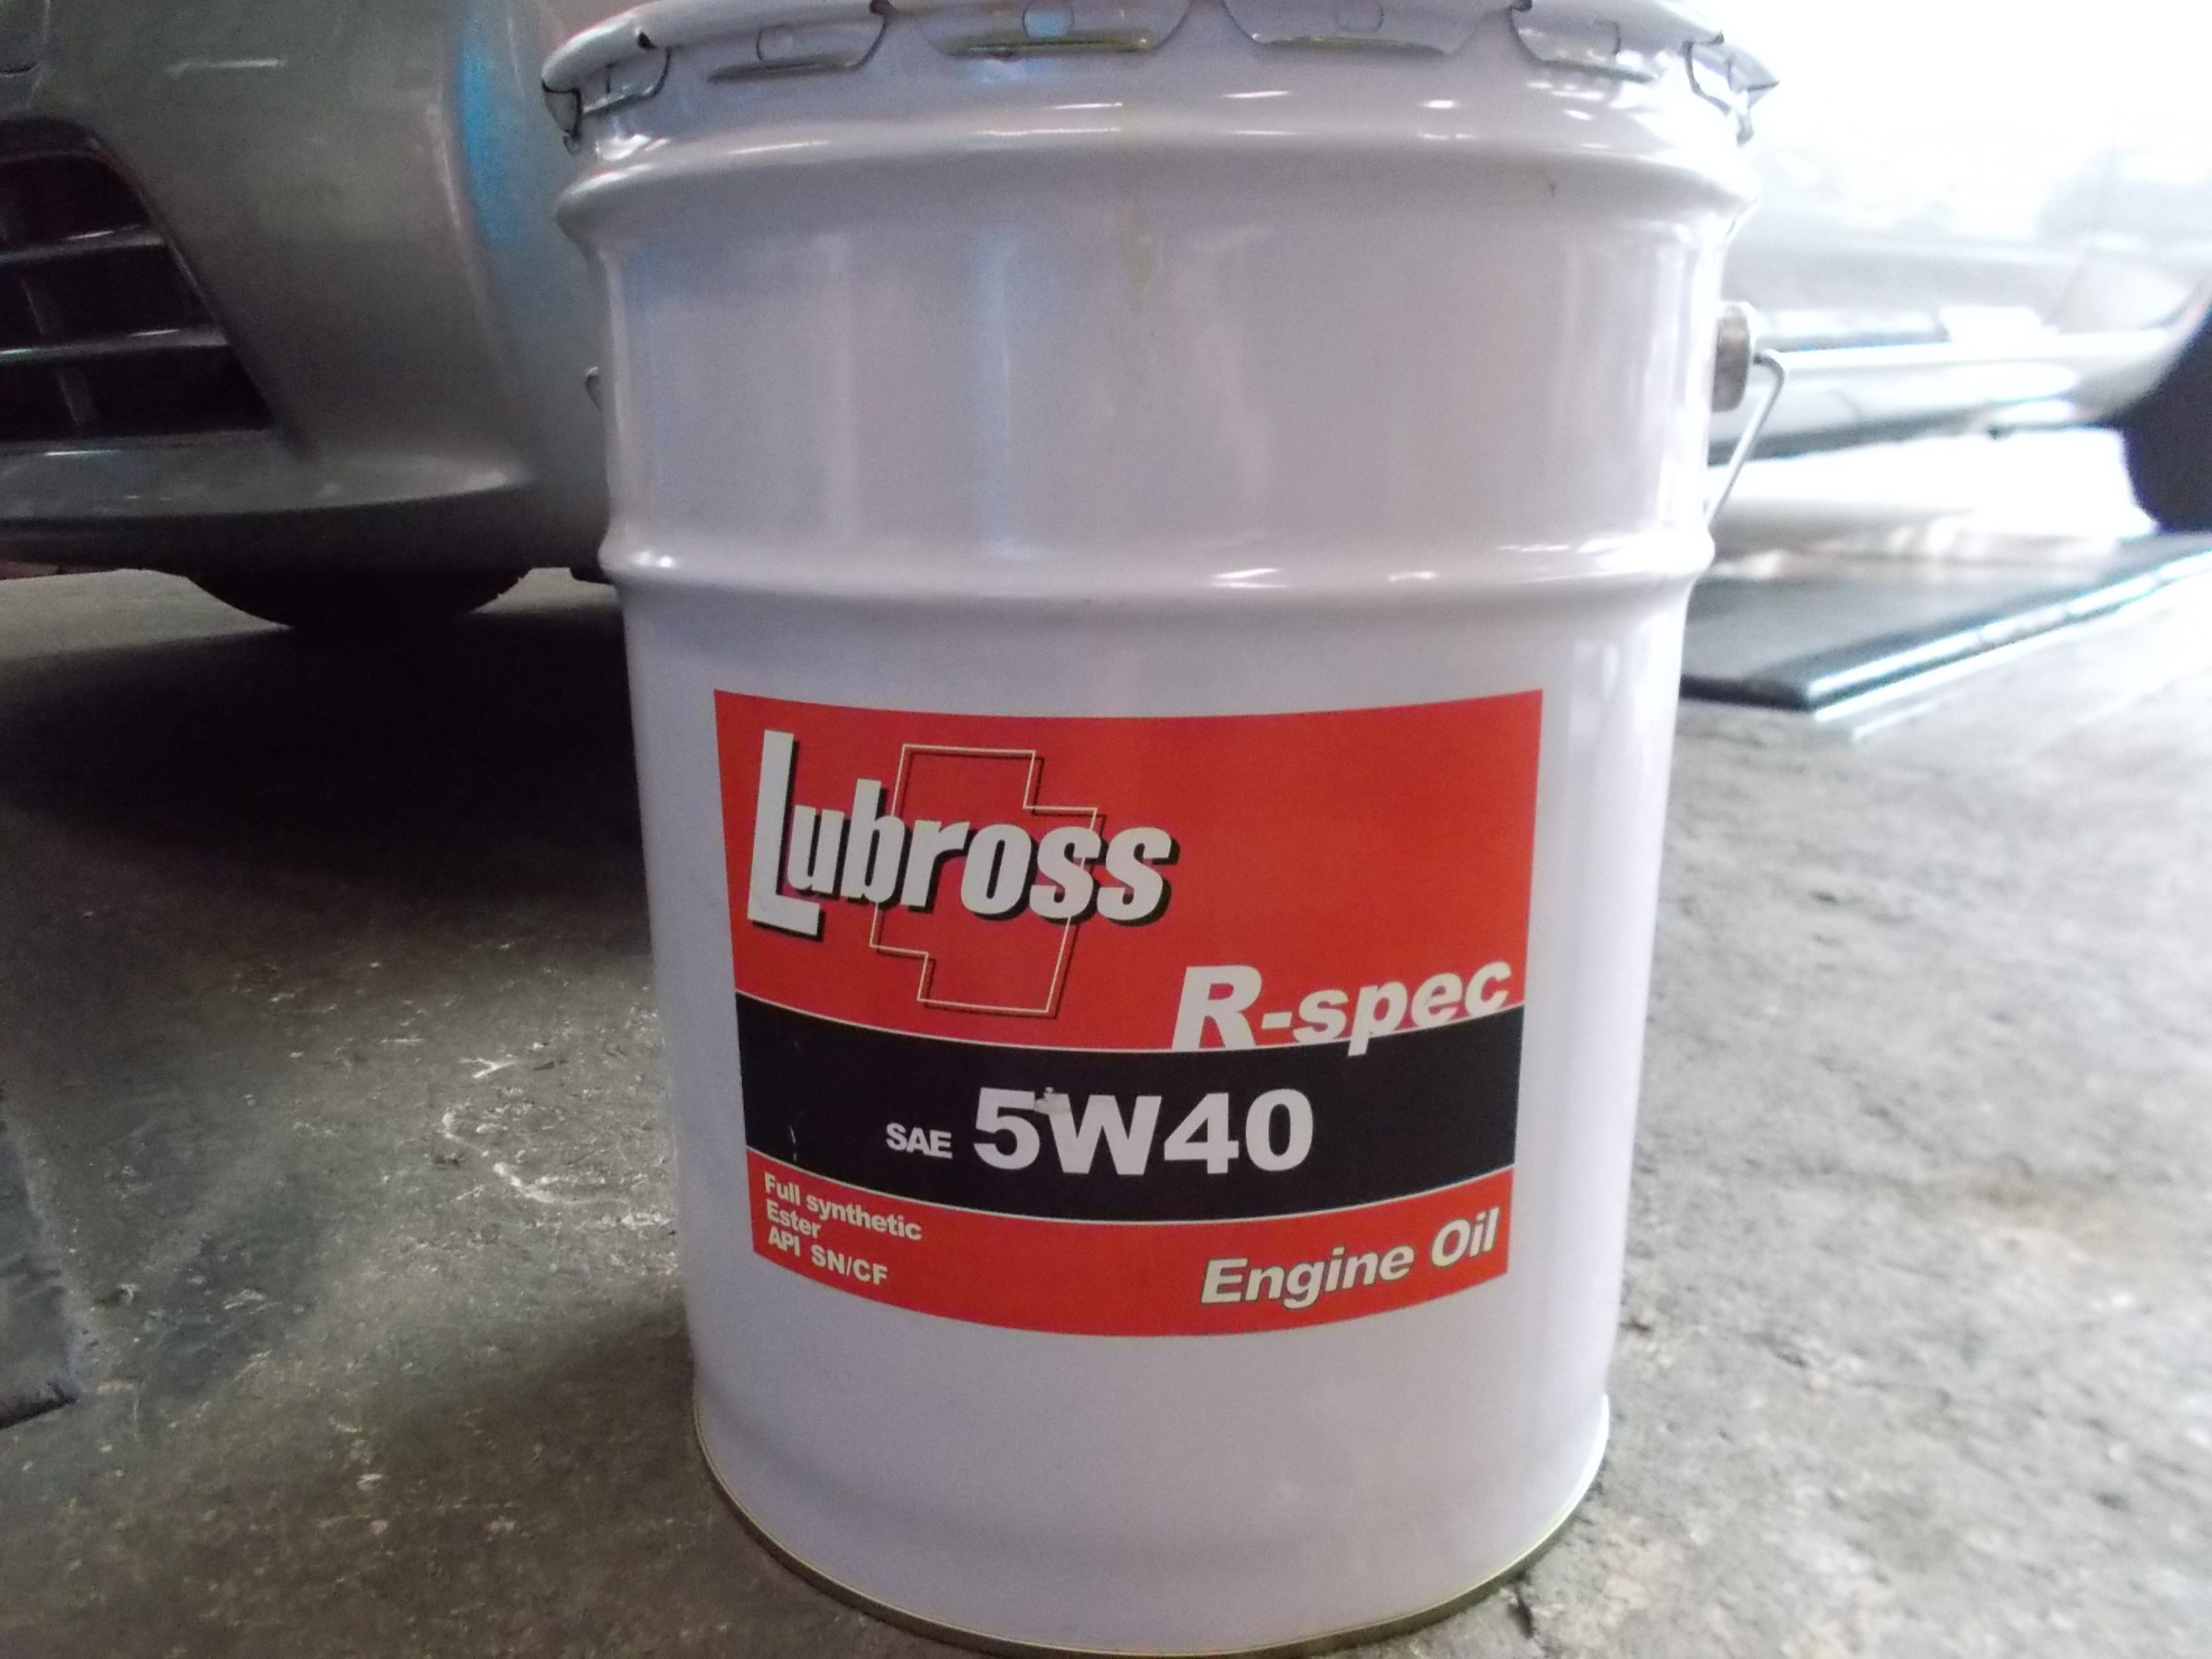 Lubross
R-spec
SAE 5W40
Full synthetic
Ester
API SN/CF
Engine Oil